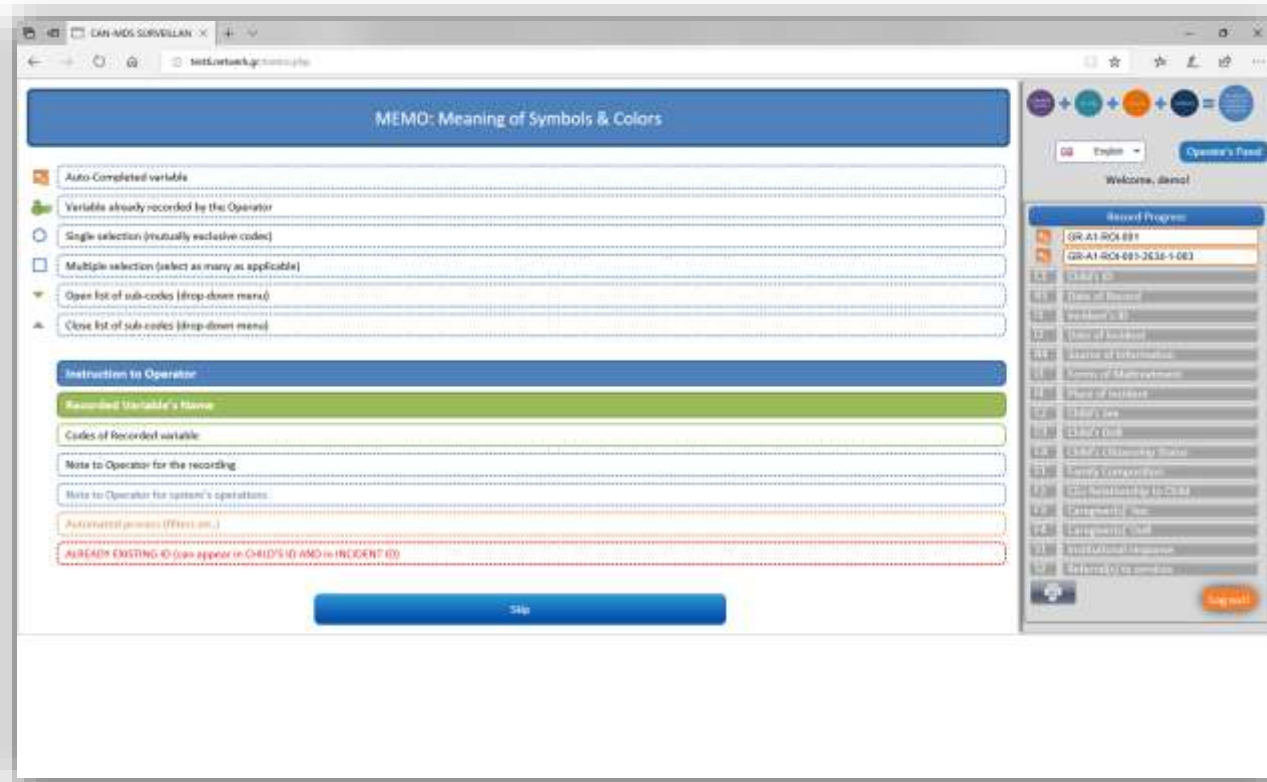 CAN-MDS SURVEILLAN
MEMO: Meaning of Symbols & Colors
Auto-Completed variable
Variable already recorded by the Operator
Single selection (mutually exclusive codes)
Multiple selection (select as many as applicable)
Open list of sub-codes (drop-down menu)
Close list of sub-codes (drop-down menu)
Instruction to Operator
Recorded Variable's Name
Codes of Recorded variable
Note to Operator for the recording
Note to Operator for system's operations
Automated process (filters etc.)
ALREADY EXISTING ID (can appear in CHILD'S ID AND in INCIDENT ID)
Skip
English
Operator's Panel
Welcome, demo!
Record Progress
GR-A1-ROI-001
Child's ID
Date of Record
Incident's ID
Date of Incident
Source of Information
Forms of Maltreatment
Place of Incident
Child's Sex
Child's DoB
Child's Citizenship Status
Family Composition
Relationship to Child
Caregiver(s)' Sex
Caregiver(s)' DoB
Institutional response
Referral(s) to services
Log out!